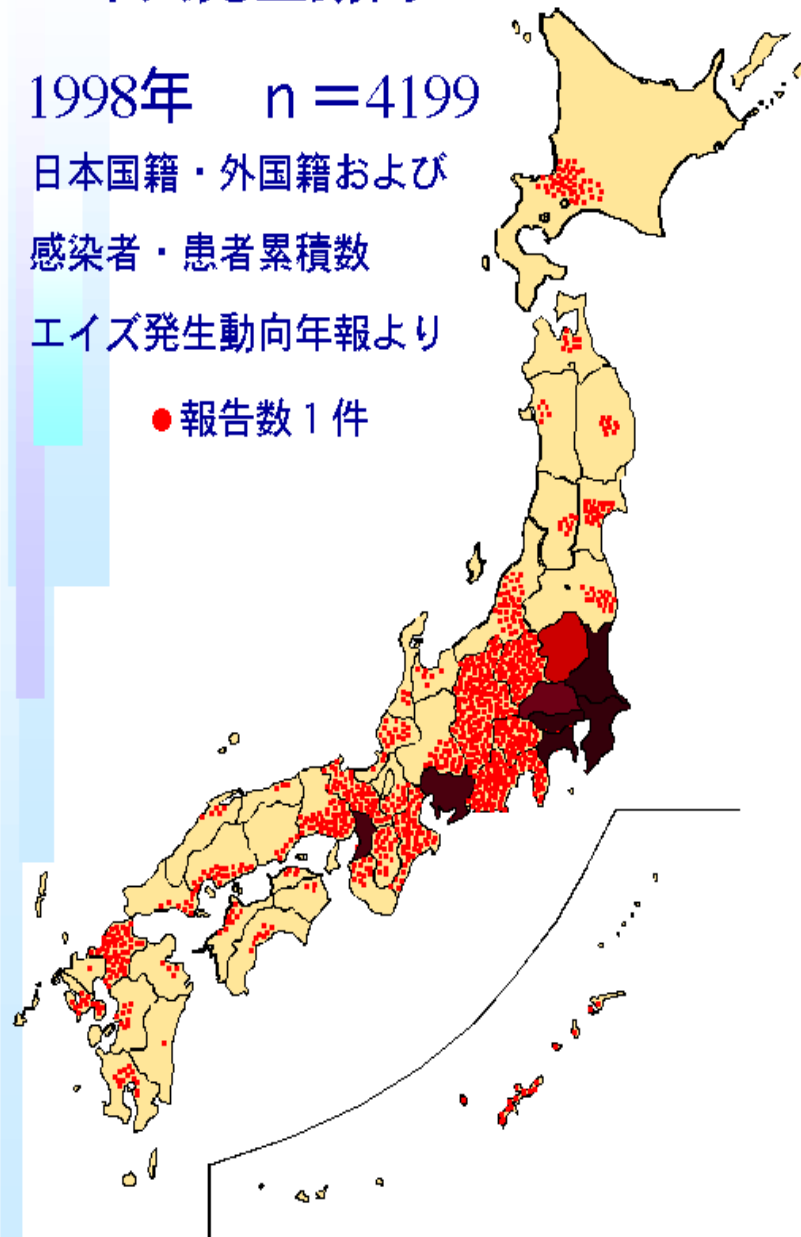 1998年 n=4199
日本国籍・外国籍および
感染者・患者累積数
エイズ発生動向年報より
●報告数1件